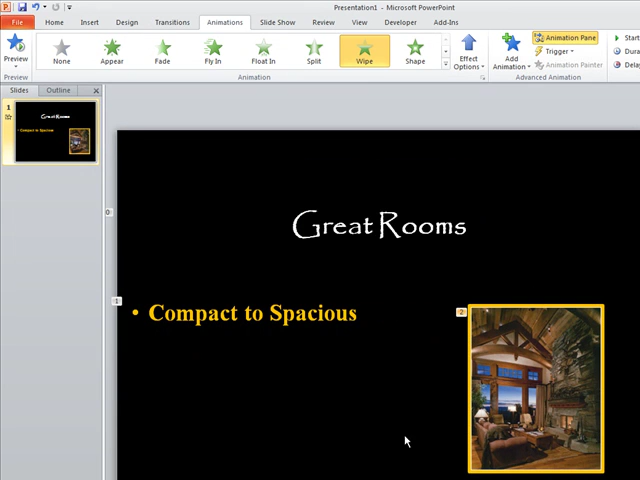 Presentation1 - Microsoft PowerPoint
File Home Insert Design Transitions Animations Slide Show Review View Developer Add-Ins
Preview None Appear Fade Fly In Float In Split Wipe Shape Effect Options Add Animation Animation Pane Trigger Animation Painter Start Dura Delay
Preview Animation Advanced Animation
Slides Outline
1
Great Rooms
• Compact to Spacious
0
Great Rooms
1
• Compact to Spacious
2